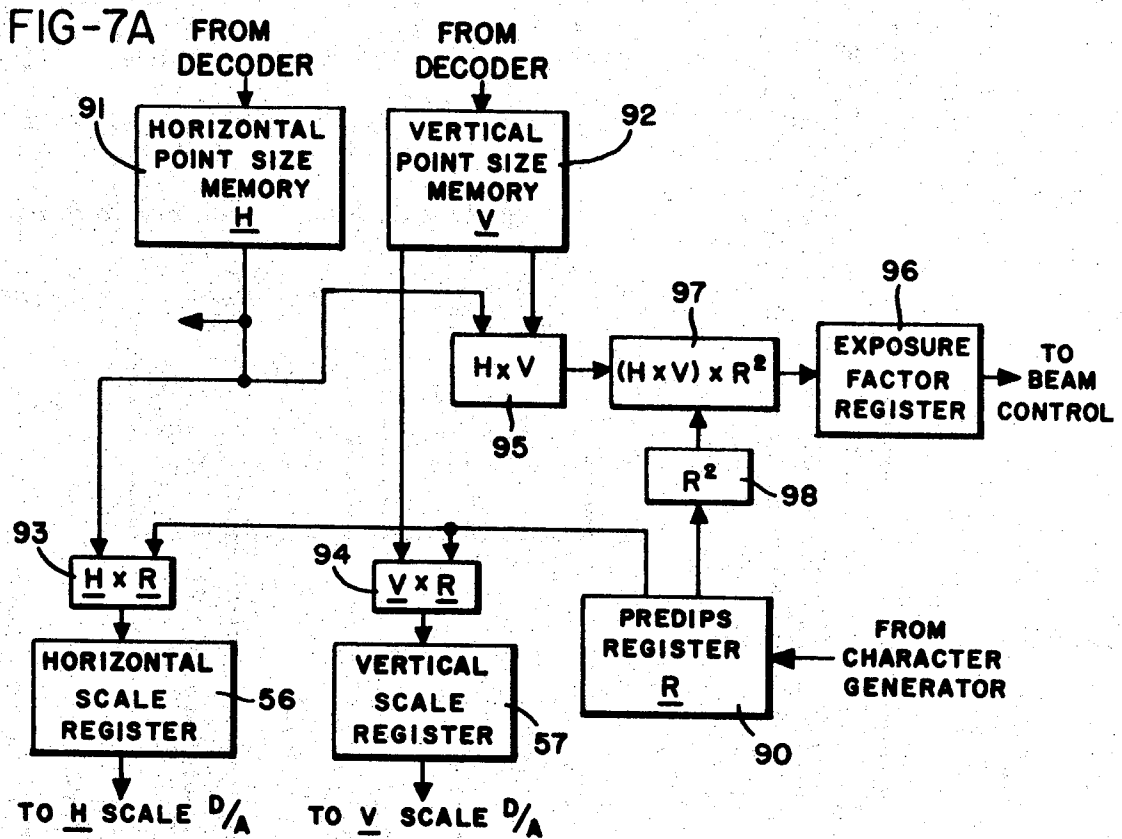 FIG-7A
FROM
DECODER
FROM
DECODER
91
HORIZONTAL
POINT SIZE
MEMORY
H
VERTICAL
POINT SIZE
MEMORY
V
92
H x V
95
97
(H x V) x R²
96
EXPOSURE
FACTOR
REGISTER
TO
BEAM
CONTROL
R²
98
93
H x R
94
V x R
HORIZONTAL
SCALE
REGISTER
56
VERTICAL
SCALE
REGISTER
57
PREDIPS
REGISTER
R
90
FROM
CHARACTER
GENERATOR
TO H SCALE D/A
TO V SCALE D/A